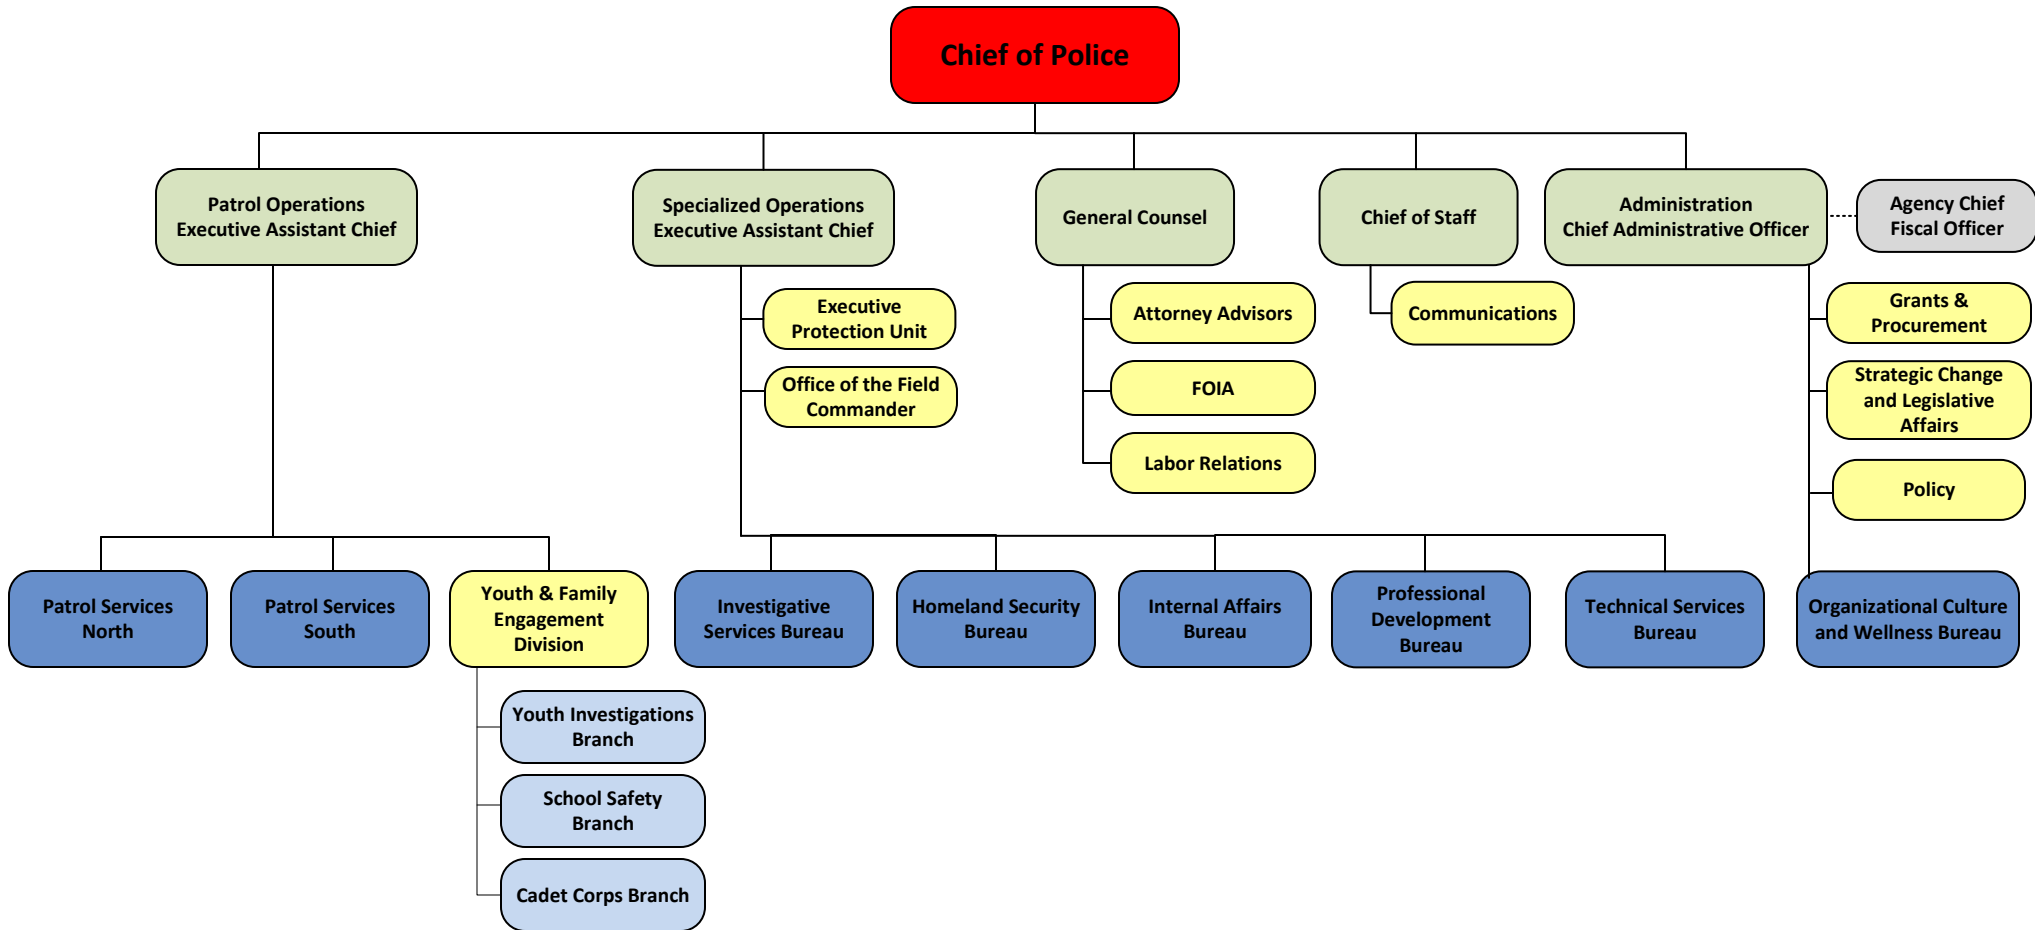 Chief of Police
Patrol Operations
Executive Assistant Chief
Specialized Operations
Executive Assistant Chief
General Counsel
Chief of Staff
Administration
Chief Administrative Officer
Agency Chief
Fiscal Officer
Executive
Protection Unit
Office of the Field
Commander
Attorney Advisors
FOIA
Labor Relations
Communications
Grants &
Procurement
Strategic Change
and Legislative
Affairs
Policy
Patrol Services
North
Patrol Services
South
Youth & Family
Engagement
Division
Investigative
Services Bureau
Homeland Security
Bureau
Internal Affairs
Bureau
Professional
Development
Bureau
Technical Services
Bureau
Organizational Culture
and Wellness Bureau
Youth Investigations
Branch
School Safety
Branch
Cadet Corps Branch